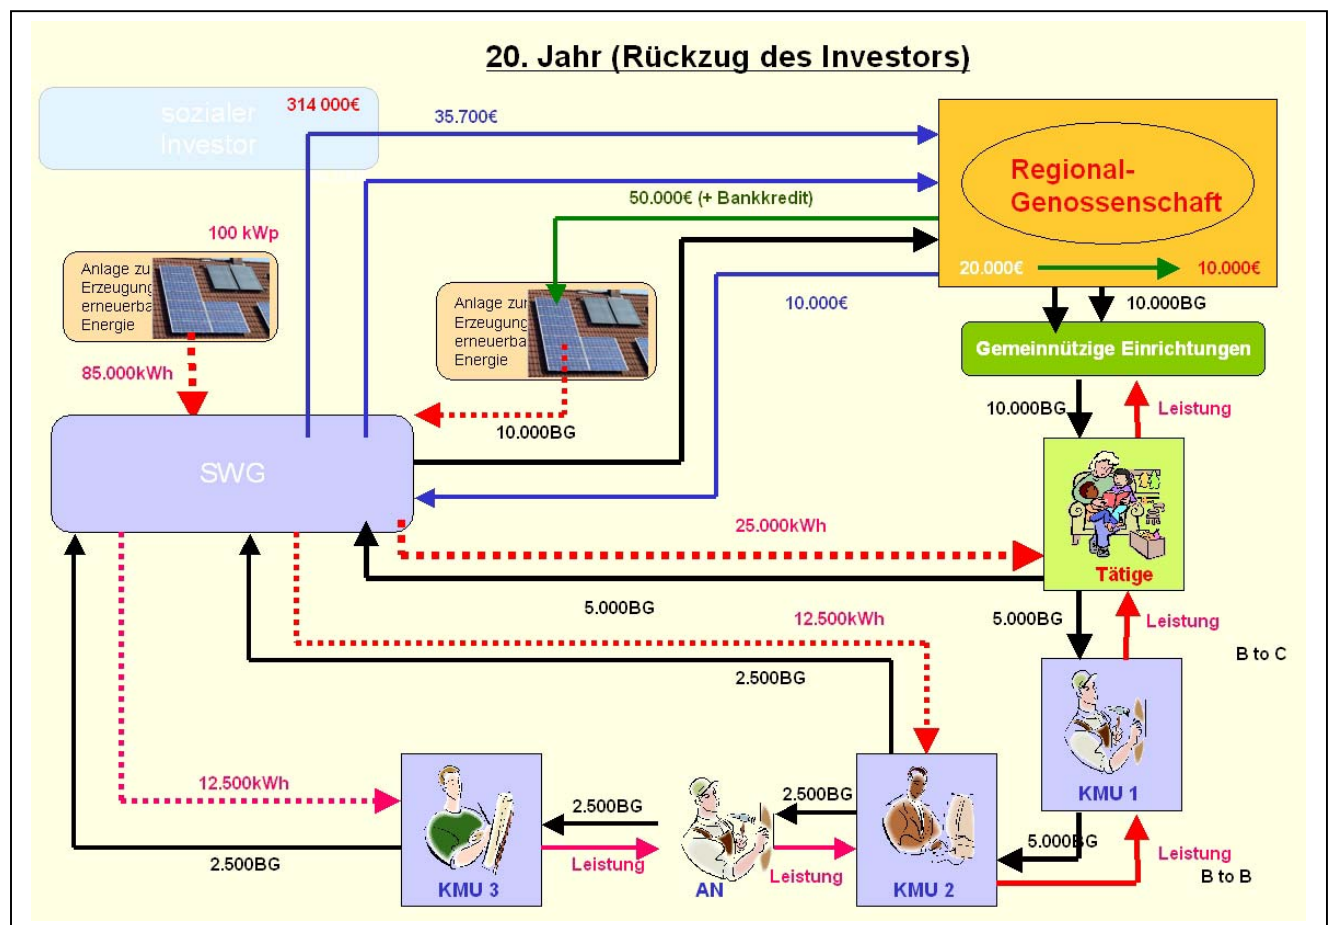 20. Jahr (Rückzug des Investors)
sozialer
Investor
314 000€
35.700€
Regional-
Genossenschaft
20.000€
10.000€
50.000€ (+ Bankkredit)
100 kWp
Anlage zu
Erzeugung
erneuerba
Energie
Anlage zur
Erzeugung
erneuerba
Energie
10.000€
10.000BG
Gemeinnützige Einrichtungen
85.000kWh
10.000BG
10.000BG
Leistung
SWG
25.000kWh
Tätige
5.000BG
12.500kWh
5.000BG
Leistung
B to C
2.500BG
12.500kWh
KMU 1
2.500BG
2.500BG
5.000BG
Leistung
B to B
2.500BG
Leistung
Leistung
KMU 3
AN
KMU 2